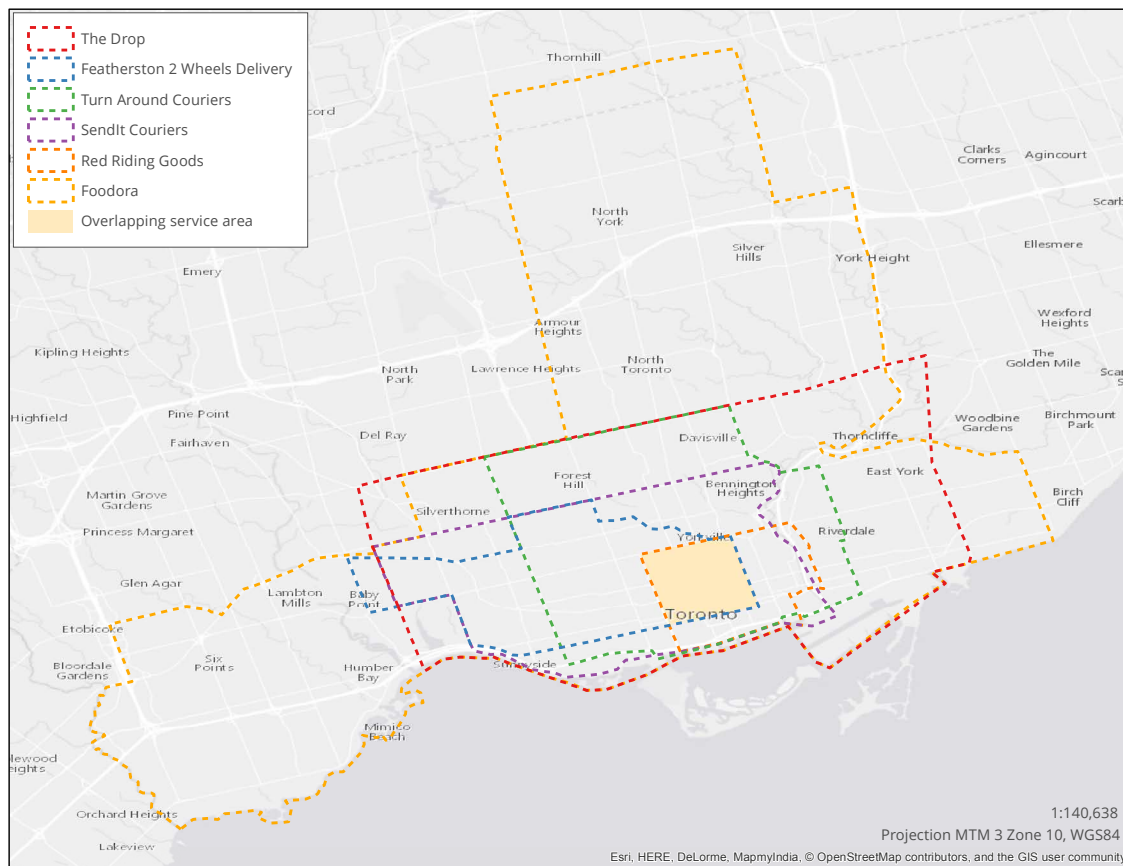 The Drop
Featherston 2 Wheels Delivery
Turn Around Couriers
SendIt Couriers
Red Riding Goods
Foodora
Overlapping service area
Thornhill
cord
Clarks
Corners
Agincourt
Scarb
North
York
Silver
Hills
Ellesmere
York Height
Emery
Wexford
Heights
Armour
Heights
Kipling Heights
North
Park
Lawrence Heights
North
Toronto
The
Golden Mile
Scar
S
Highfield
Pine Point
Woodbine
Gardens
Birchmount
Park
Fairhaven
Del Ray
Davisville
Thorncliffe
Forest
Hill
Bennington
Heights
East York
Martin Grove
Gardens
Birch
Cliff
Silverthorne
Princess Margaret
Yorkville
Riverdale
Glen Agar
Lambton
Mills
Baby
Point
Toronto
Etobicoke
Bloordale
Gardens
Six
Points
Humber
Bay
Sunnyside
Mimico
Beach
plewood
eights
Orchard Heights
Lakeview
1:140,638
Projection MTM 3 Zone 10, WGS84
Esri, HERE, DeLorme, MapmyIndia, © OpenStreetMap contributors, and the GIS user community